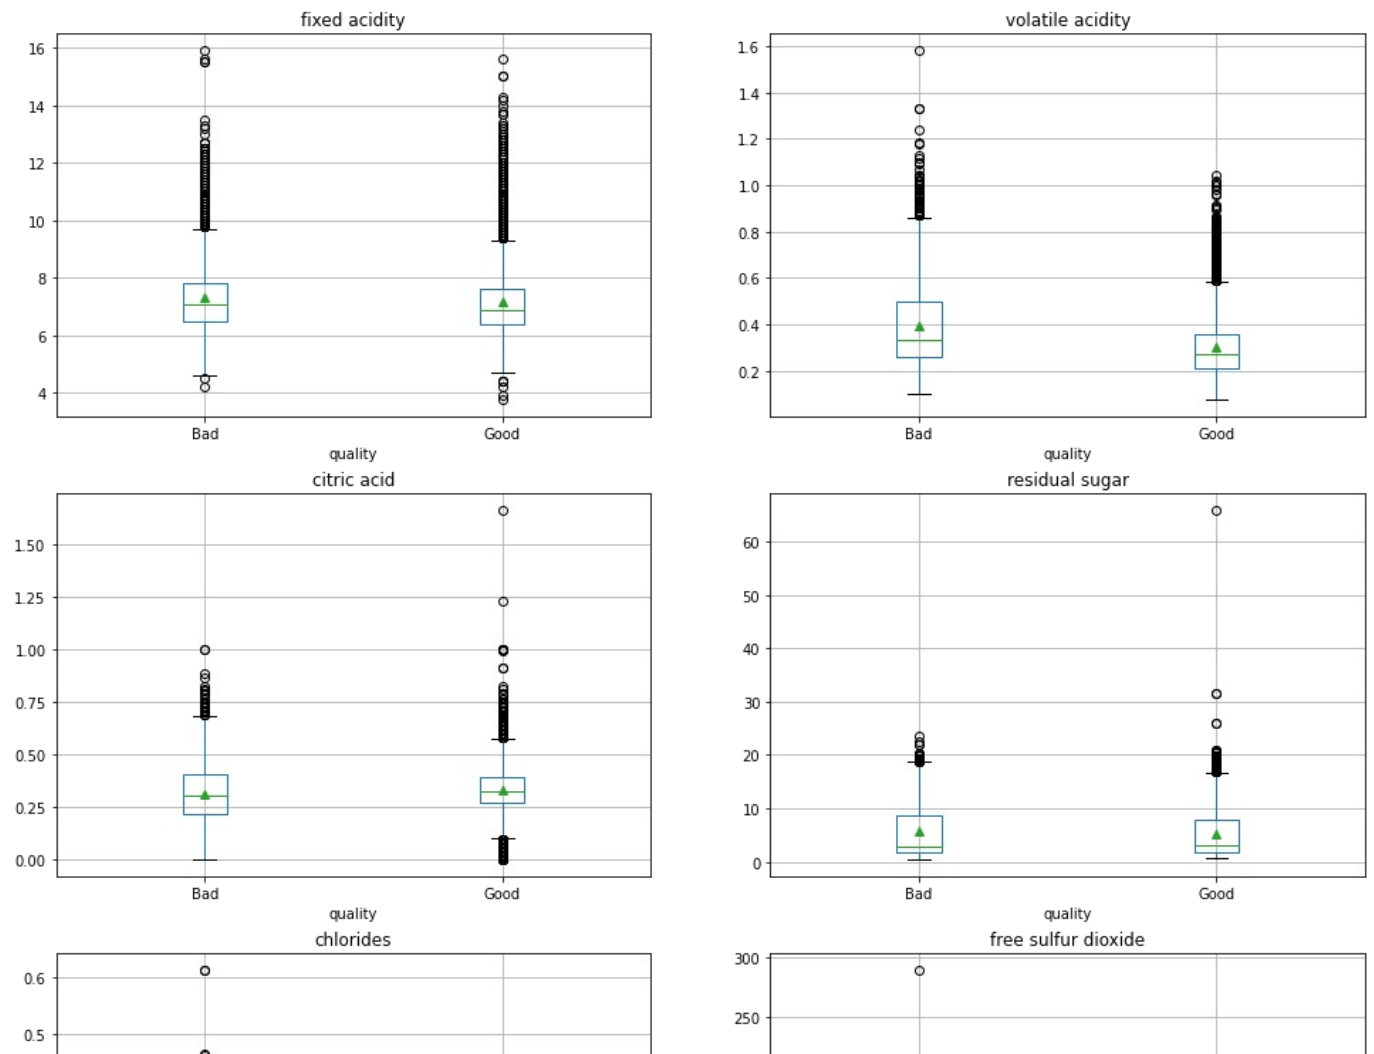 fixed acidity
16
14
12
10
8
6
4
Bad Good
quality
volatile acidity
1.6
1.4
1.2
1.0
0.8
0.6
0.4
0.2
Bad Good
quality
citric acid
1.50
1.25
1.00
0.75
0.50
0.25
0.00
Bad Good
quality
residual sugar
60
50
40
30
20
10
0
Bad Good
quality
chlorides
0.6
0.5
free sulfur dioxide
300
250